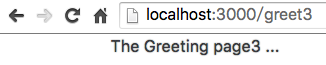 localhost:3000/greet3
The Greeting page3 ...